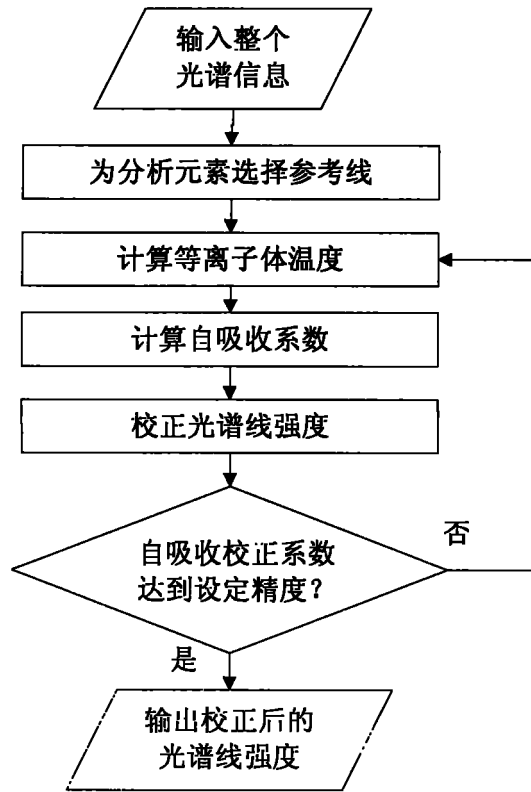 输入整个
光谱信息
为分析元素选择参考线
计算等离子体温度
计算自吸收系数
校正光谱线强度
自吸收校正系数
达到设定精度？
否
是
输出校正后的
光谱线强度